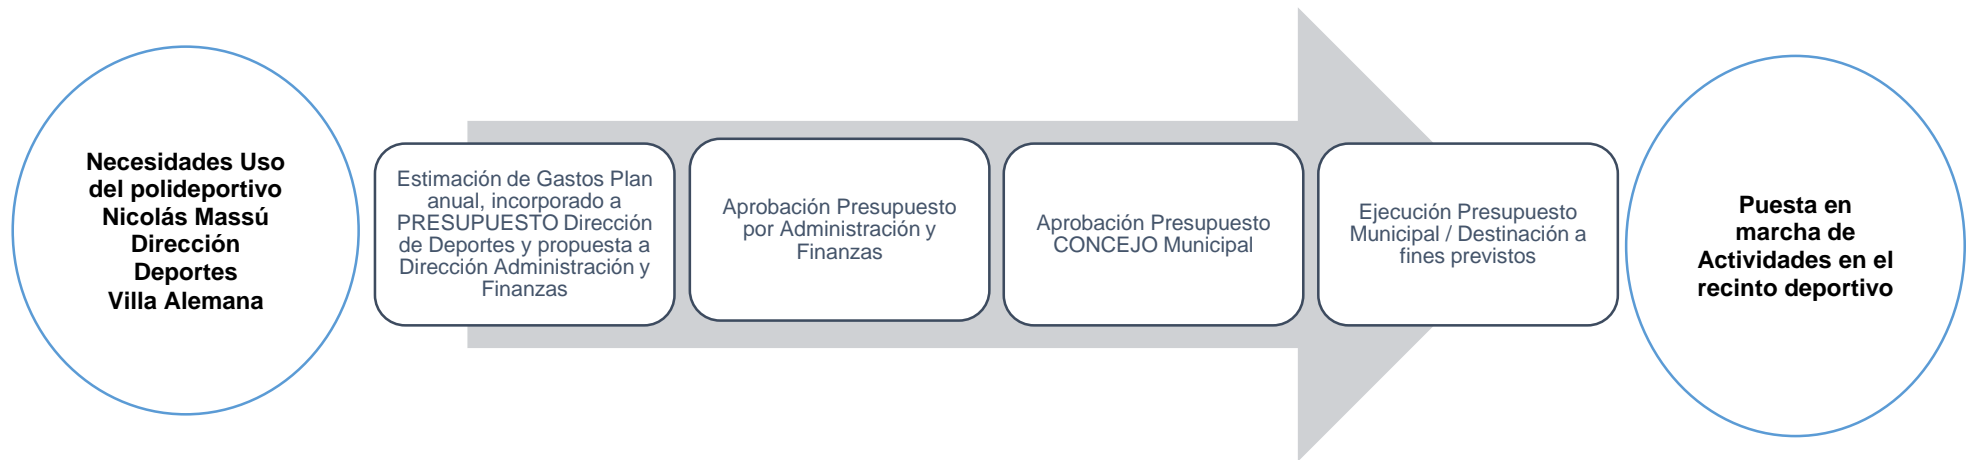 Necesidades Uso
del polideportivo
Nicolás Massú
Dirección
Deportes
Villa Alemana
Estimación de Gastos Plan
anual, incorporado a
PRESUPUESTO Dirección
de Deportes y propuesta a
Dirección Administración y
Finanzas
Aprobación Presupuesto
por Administración y
Finanzas
Aprobación Presupuesto
CONCEJO Municipal
Ejecución Presupuesto
Municipal / Destinación a
fines previstos
Puesta en
marcha de
Actividades en el
recinto deportivo